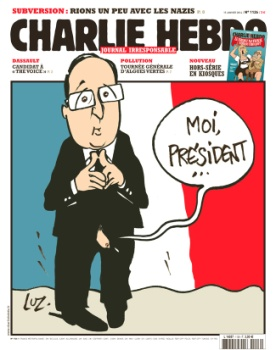 SUBVERSION : RIONS UN PEU AVEC LES NAZIS
CHARLIE HEBDO
JOURNAL IRRESPONSABLE
DASSAULT
CANDIDAT À
« THE VOICE »
POLLUTION
TOURNÉE GÉNÉRALE
D'ALGUES VERTES
NOUVEAU
HORS-SÉRIE
EN KIOSQUES
MOI,
PRÉSIDENT
...
LUZ.